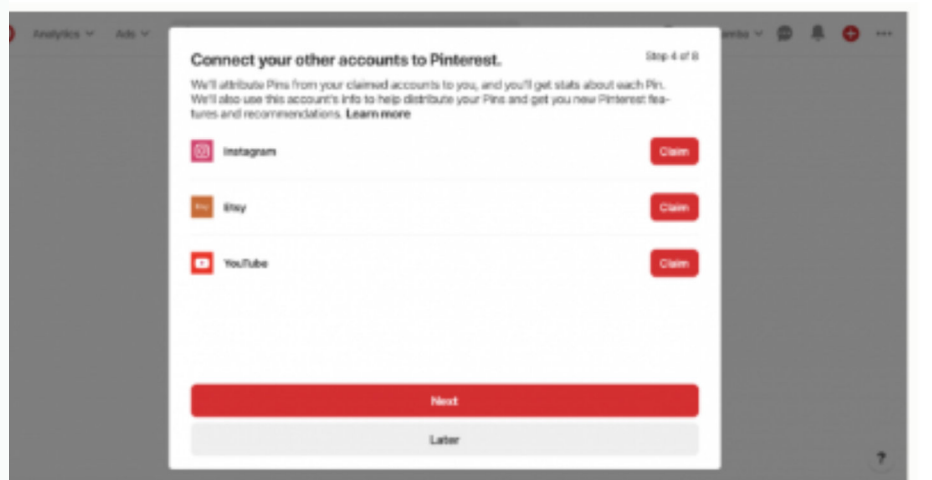 Analytics Ads
Connect your other accounts to Pinterest.
Step 4 of 8
We'll attribute Pins from your claimed accounts to you, and you'll get stats about each Pin.
We'll also use this account's info to help distribute your Pins and get you new Pinterest fea-
tures and recommendations. Learn more
Instagram
Claim
Etsy
Claim
YouTube
Claim
Next
Later
?